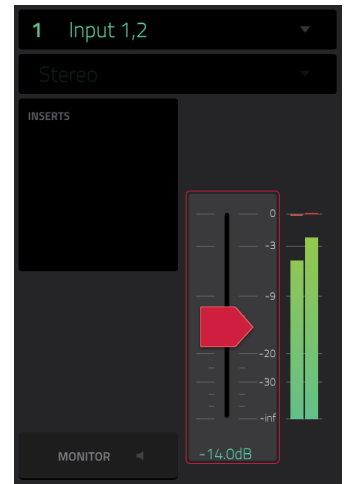 1 Input 1,2
Stereo
INSERTS
0
-3
-9
-20
-30
-inf
MONITOR
-14.0dB